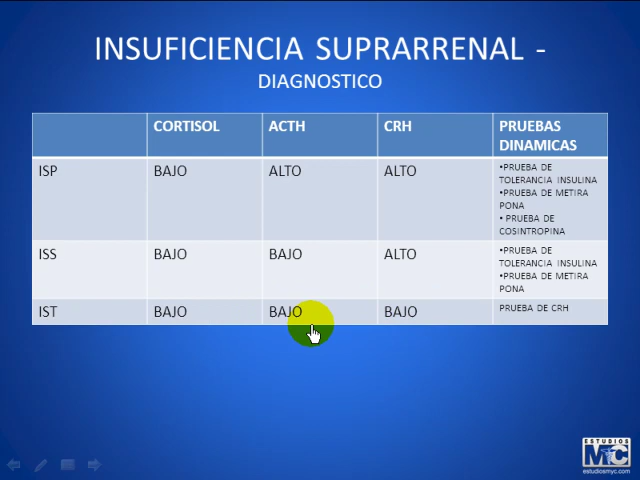 INSUFICIENCIA SUPRARRENAL -
DIAGNOSTICO
CORTISOL ACTH CRH PRUEBAS
DINAMICAS
ISP BAJO ALTO ALTO •PRUEBA DE
TOLERANCIA INSULINA
•PRUEBA DE METIRA
PONA
• PRUEBA DE
COSINTROPINA
ISS BAJO BAJO ALTO •PRUEBA DE
TOLERANCIA INSULINA
•PRUEBA DE METIRA
PONA
IST BAJO BAJO BAJO PRUEBA DE CRH
ESTUDIOS
MyC
estudiosmyc.com